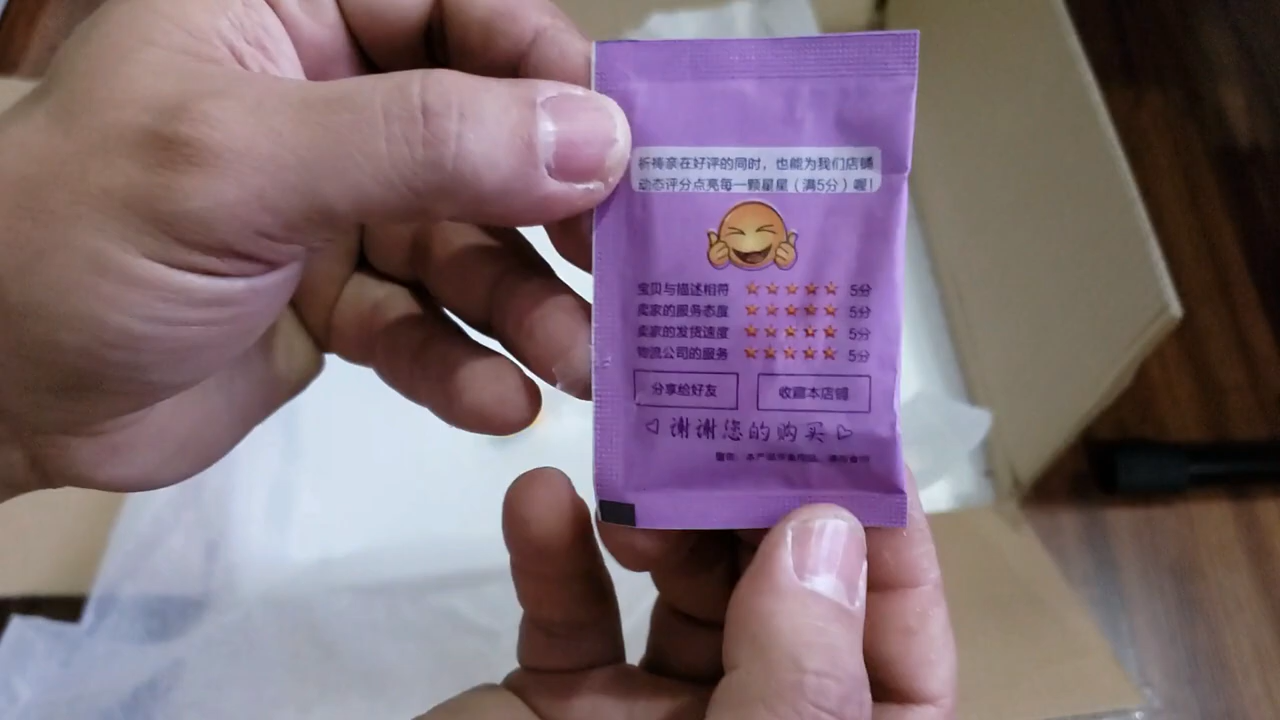 祈祷亲在好评的同时，也能为我们店铺
动态评分点亮每一颗星星（满5分）喔！
宝贝与描述相符 ★★★★★ 5分
卖家的服务态度 ★★★★★ 5分
卖家的发货速度 ★★★★★ 5分
物流公司的服务 ★★★★★ 5分
分享给好友 收藏本店铺
♡ 谢谢您的购买 ♡